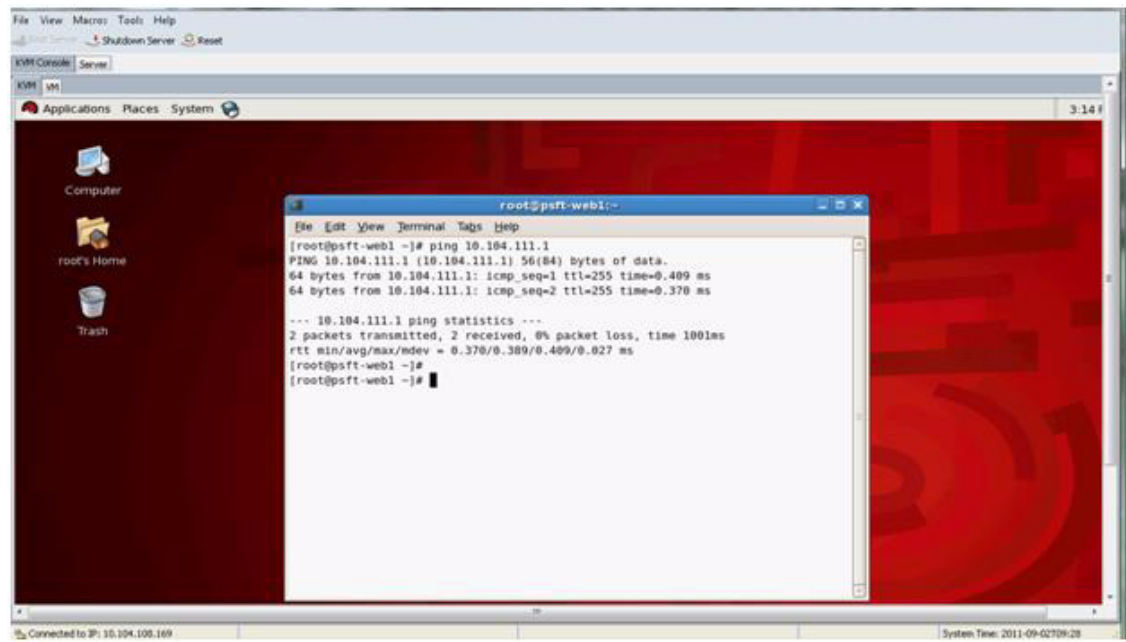 File View Macros Tools Help
Boot Server Shutdown Server Reset
KVM Console Server
KVM VM
Applications Places System 3:14
Computer
root's Home
Trash
root@psft-web1:~
File Edit View Terminal Tabs Help
[root@psft-web1 ~]# ping 10.104.111.1
PING 10.104.111.1 (10.104.111.1) 56(84) bytes of data.
64 bytes from 10.104.111.1: icmp_seq=1 ttl=255 time=0.409 ms
64 bytes from 10.104.111.1: icmp_seq=2 ttl=255 time=0.370 ms
--- 10.104.111.1 ping statistics ---
2 packets transmitted, 2 received, 0% packet loss, time 1001ms
rtt min/avg/max/mdev = 0.370/0.389/0.409/0.027 ms
[root@psft-web1 ~]#
[root@psft-web1 ~]#
Connected to IP: 10.104.108.169
System Time: 2011-09-02T09:28